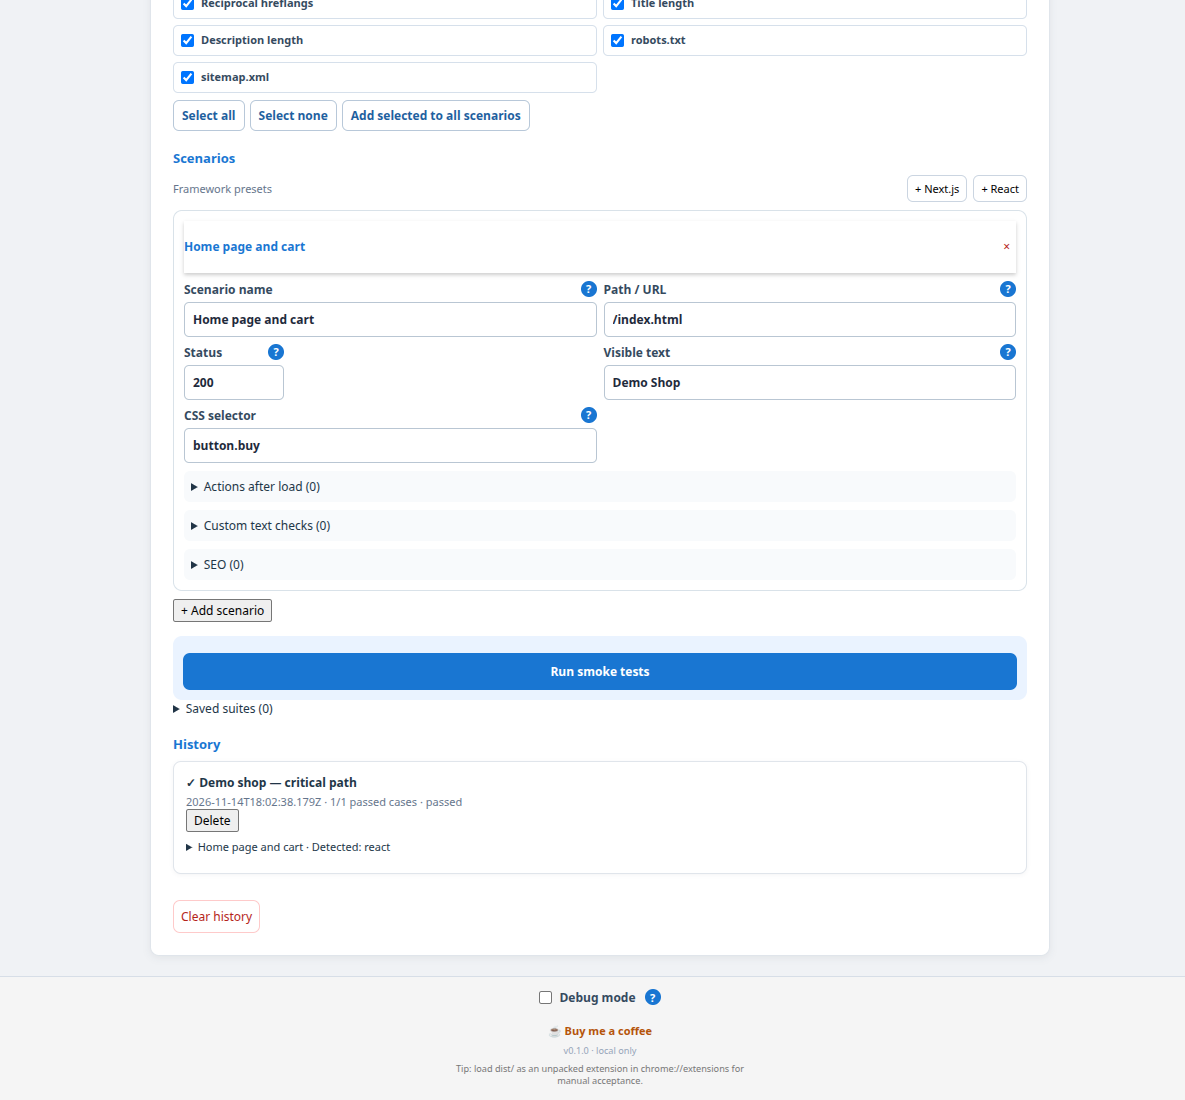 Reciprocal hreflangs
Title length
Description length
robots.txt
sitemap.xml
Select all
Select none
Add selected to all scenarios
Scenarios
Framework presets
+ Next.js
+ React
Home page and cart
×
Scenario name
?
Path / URL
?
Home page and cart
/index.html
Status
?
Visible text
?
200
Demo Shop
CSS selector
?
button.buy
Actions after load (0)
Custom text checks (0)
SEO (0)
+ Add scenario
Run smoke tests
Saved suites (0)
History
✓ Demo shop — critical path
2026-11-14T18:02:38.179Z · 1/1 passed cases · passed
Delete
Home page and cart · Detected: react
Clear history
Debug mode
?
☕ Buy me a coffee
v0.1.0 · local only
Tip: load dist/ as an unpacked extension in chrome://extensions for
manual acceptance.